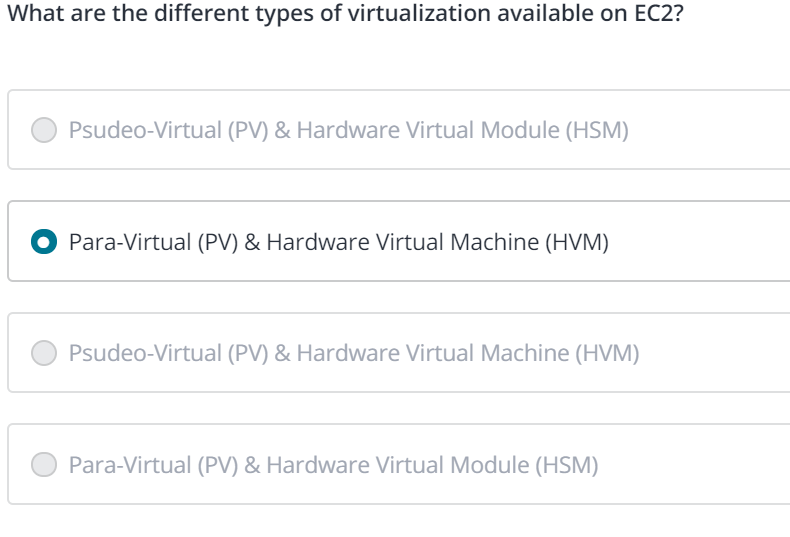 What are the different types of virtualization available on EC2?
Psudeo-Virtual (PV) & Hardware Virtual Module (HSM)
Para-Virtual (PV) & Hardware Virtual Machine (HVM)
Psudeo-Virtual (PV) & Hardware Virtual Machine (HVM)
Para-Virtual (PV) & Hardware Virtual Module (HSM)